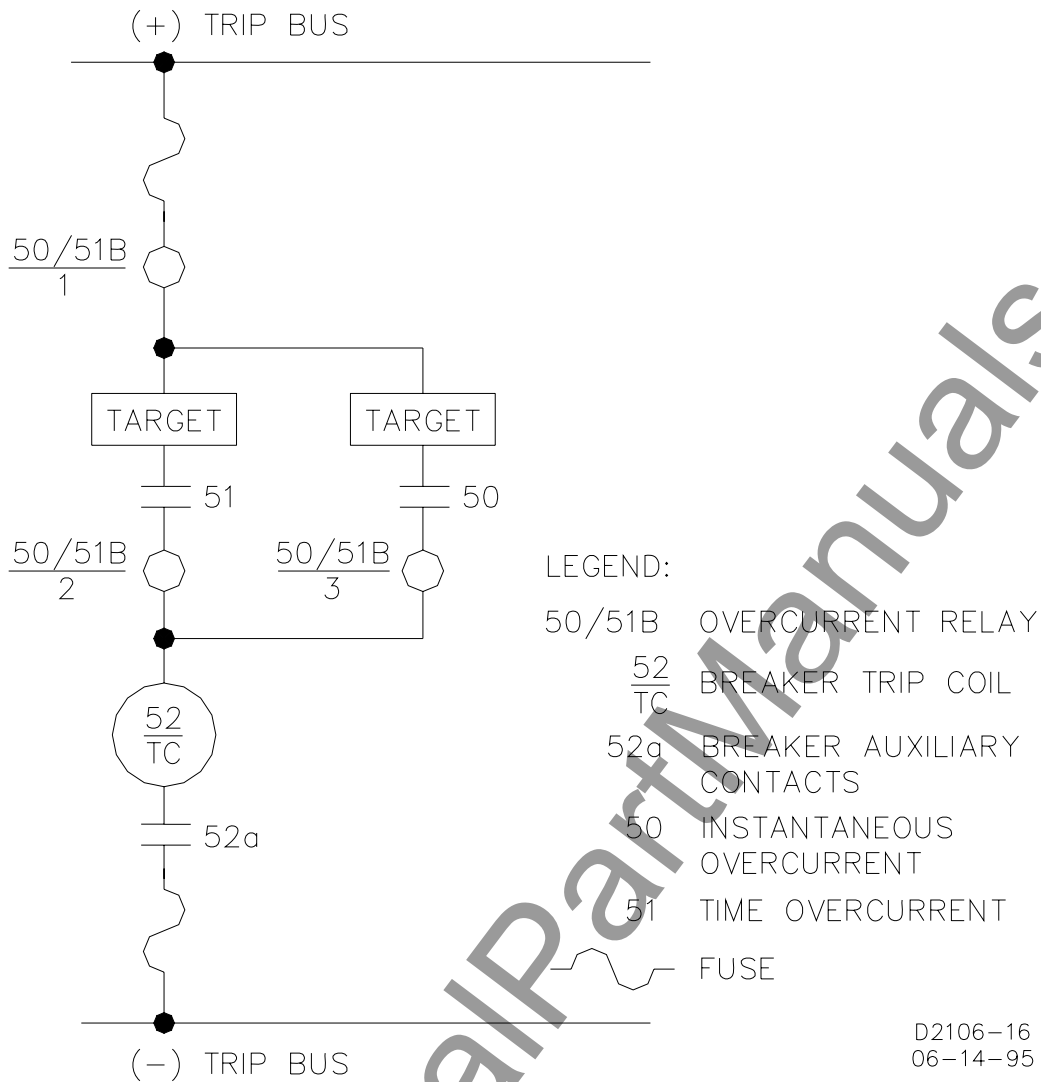 (+) TRIP BUS
50/51B
1
TARGET TARGET
51 50
50/51B 50/51B
2 3
52
TC
52a
(-) TRIP BUS
LEGEND:
50/51B OVERCURRENT RELAY
52
TC BREAKER TRIP COIL
52a BREAKER AUXILIARY
CONTACTS
50 INSTANTANEOUS
OVERCURRENT
51 TIME OVERCURRENT
FUSE
D2106-16
06-14-95
alPartManuals